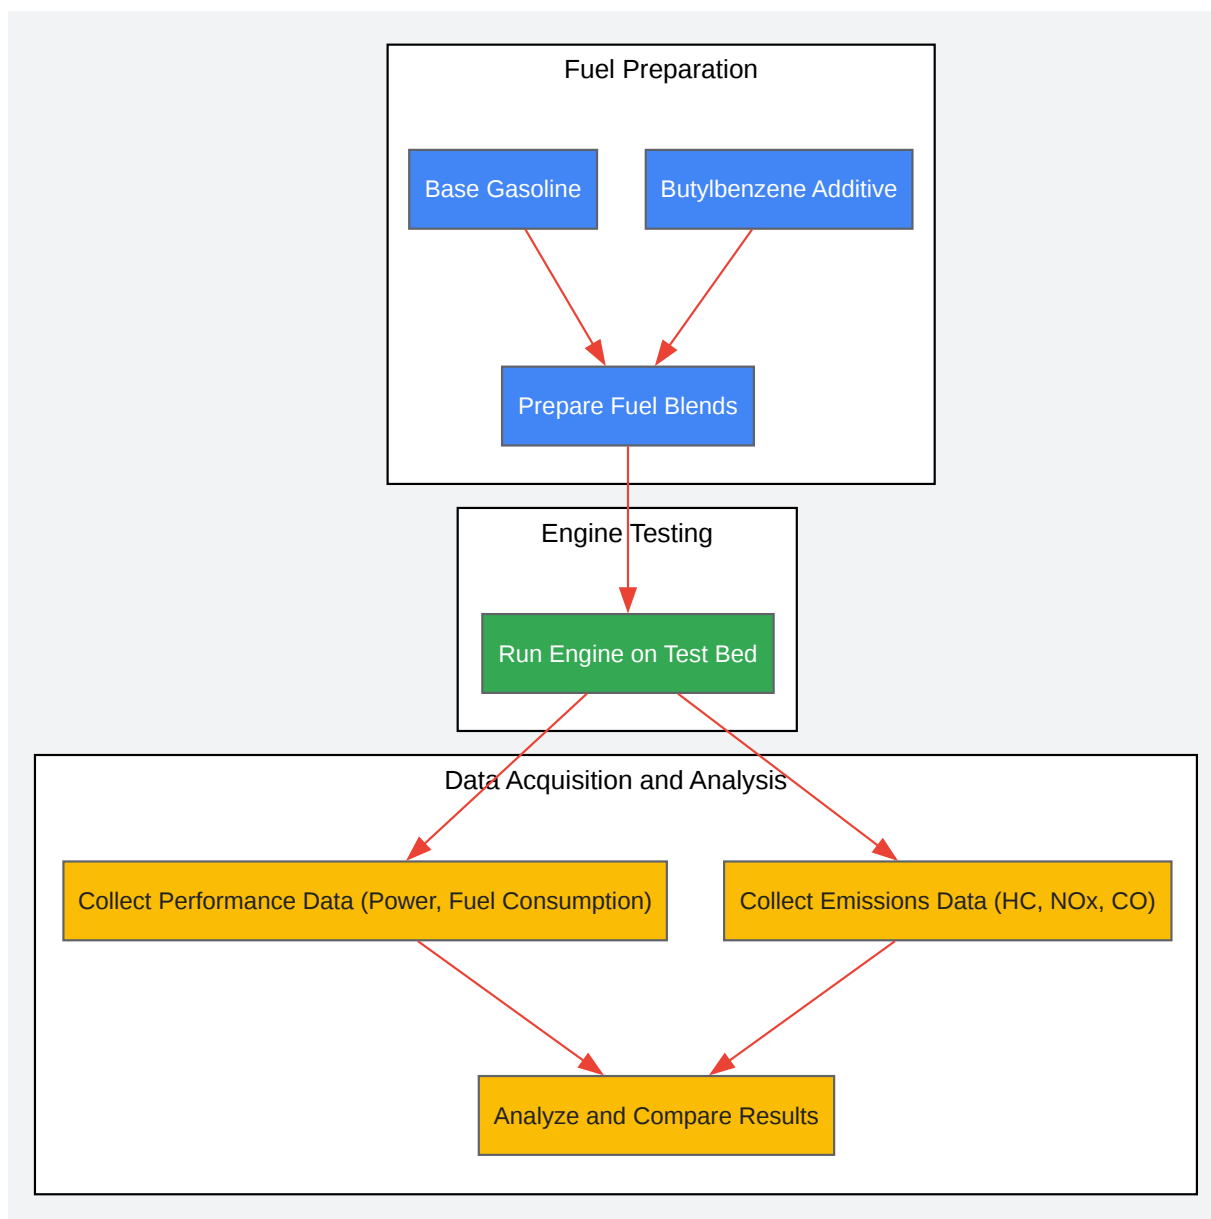 Fuel Preparation
Base Gasoline
Butylbenzene Additive
Prepare Fuel Blends
Engine Testing
Run Engine on Test Bed
Data Acquisition and Analysis
Collect Performance Data (Power, Fuel Consumption)
Collect Emissions Data (HC, NOx, CO)
Analyze and Compare Results